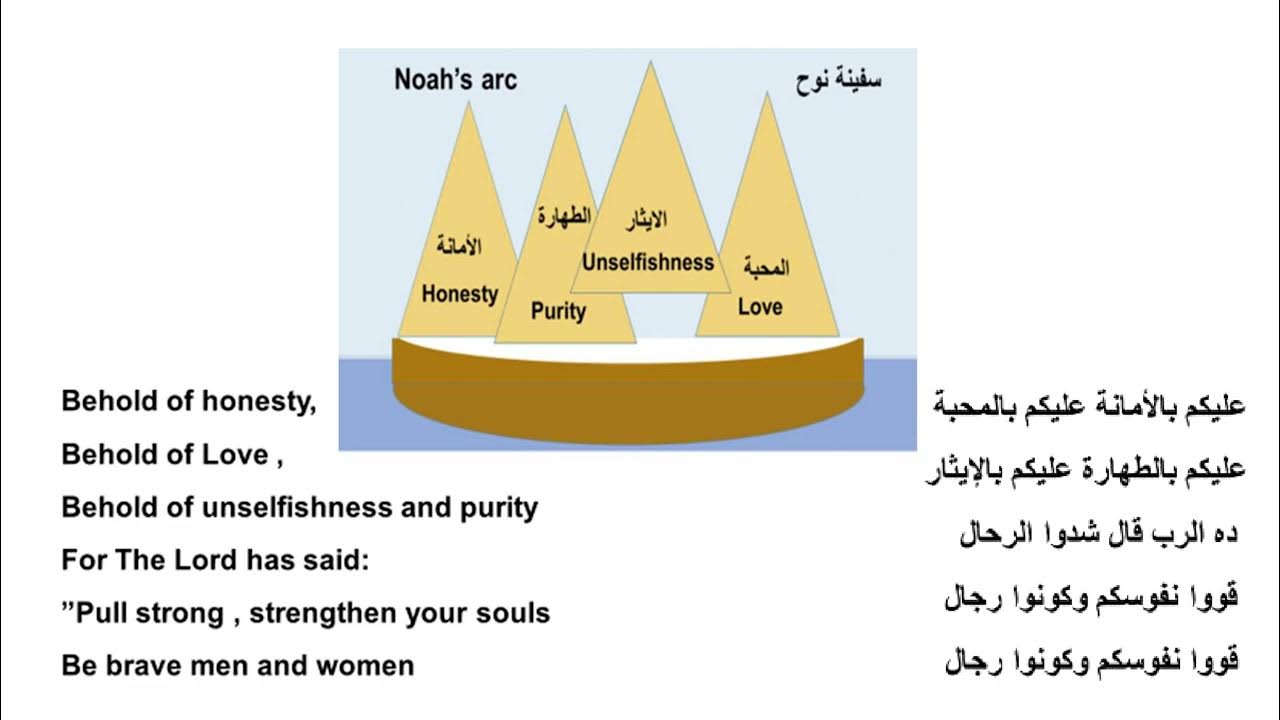 Noah's arc
سفينة نوح
الأمانة
Honesty
الطهارة
Purity
الايثار
Unselfishness
المحبة
Love
Behold of honesty,
Behold of Love ,
Behold of unselfishness and purity
For The Lord has said:
”Pull strong , strengthen your souls
Be brave men and women
عليكم بالأمانة عليكم بالمحبة
عليكم بالطهارة عليكم بالإيثار
ده الرب قال شدوا الرحال
قووا نفوسكم وكونوا رجال
قووا نفوسكم وكونوا رجال